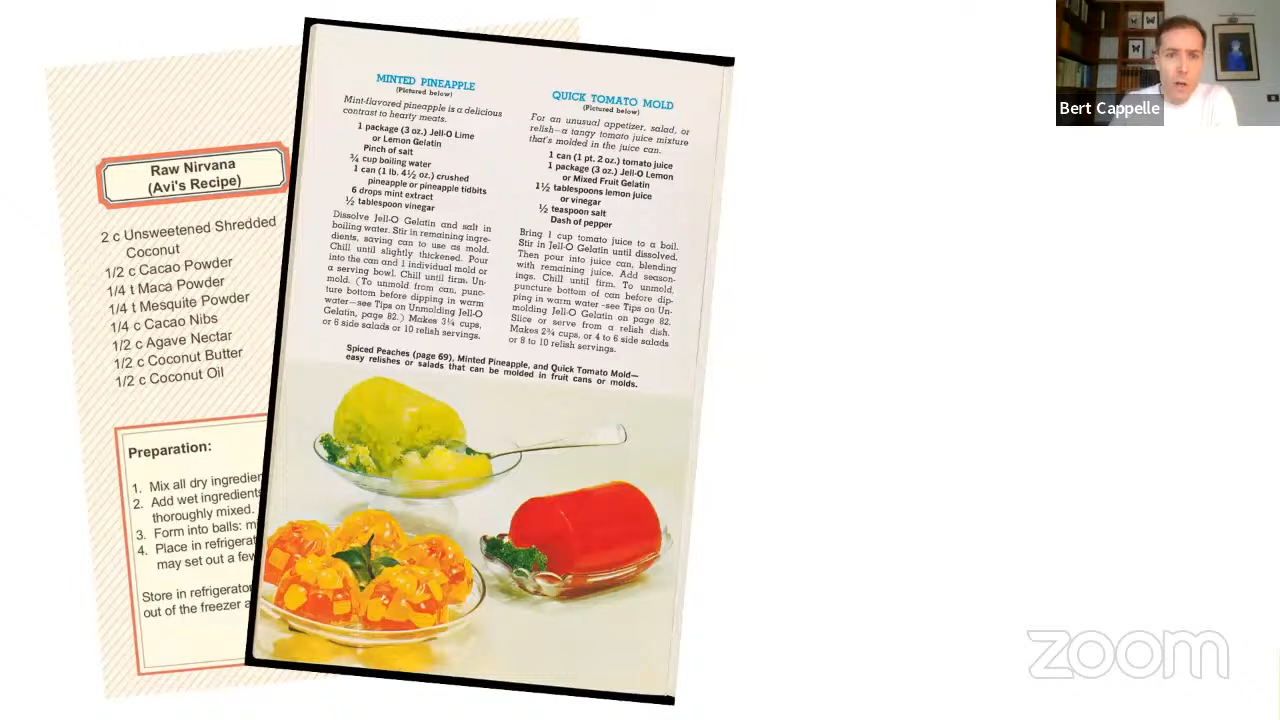 Raw Nirvana
(Avi's Recipe)
2 c Unsweetened Shredded
Coconut
1/2 c Cacao Powder
1/4 t Maca Powder
1/4 t Mesquite Powder
1/4 c Cacao Nibs
1/2 c Agave Nectar
1/2 c Coconut Butter
1/2 c Coconut Oil
Preparation:
1. Mix all dry ingredien
2. Add wet ingredients
thoroughly mixed.
3. Form into balls: m
4. Place in refrigerat
may set out a few
Store in refrigerator
out of the freezer a
MINTED PINEAPPLE
(Pictured below)
Mint-flavored pineapple is a delicious
contrast to hearty meats.
1 package (3 oz.) Jell-O Lime
or Lemon Gelatin
Pinch of salt
¾ cup boiling water
1 can (1 lb. 4½ oz.) crushed
pineapple or pineapple tidbits
6 drops mint extract
½ tablespoon vinegar
Dissolve Jell-O Gelatin and salt in
boiling water. Stir in remaining ingre-
dients, saving can to use as mold.
Chill until slightly thickened. Pour
into the can and 1 individual mold or
a serving bowl. Chill until firm. Un-
mold. (To unmold from can, punc-
ture bottom before dipping in warm
water—see Tips on Unmolding Jell-O
Gelatin, page 82.) Makes 3¼ cups,
or 6 side salads or 10 relish servings.
QUICK TOMATO MOLD
(Pictured below)
For an unusual appetizer, salad, or
relish—a tangy tomato juice mixture
that's molded in the juice can.
1 can (1 pt. 2 oz.) tomato juice
1 package (3 oz.) Jell-O Lemon
or Mixed Fruit Gelatin
1½ tablespoons lemon juice
or vinegar
½ teaspoon salt
Dash of pepper
Bring 1 cup tomato juice to a boil.
Stir in Jell-O Gelatin until dissolved.
Then pour into juice can, blending
with remaining juice. Add season-
ings. Chill until firm. To unmold,
puncture bottom of can before dip-
ping in warm water -see Tips on Un-
molding Jell-O Gelatin on page 82.
Slice or serve from a relish dish.
Makes 2¾ cups, or 4 to 6 side salads
or 8 to 10 relish servings.
Spiced Peaches (page 69), Minted Pineapple, and Quick Tomato Mold—
easy relishes or salads that can be molded in fruit cans or molds.
Bert Cappelle
zoom